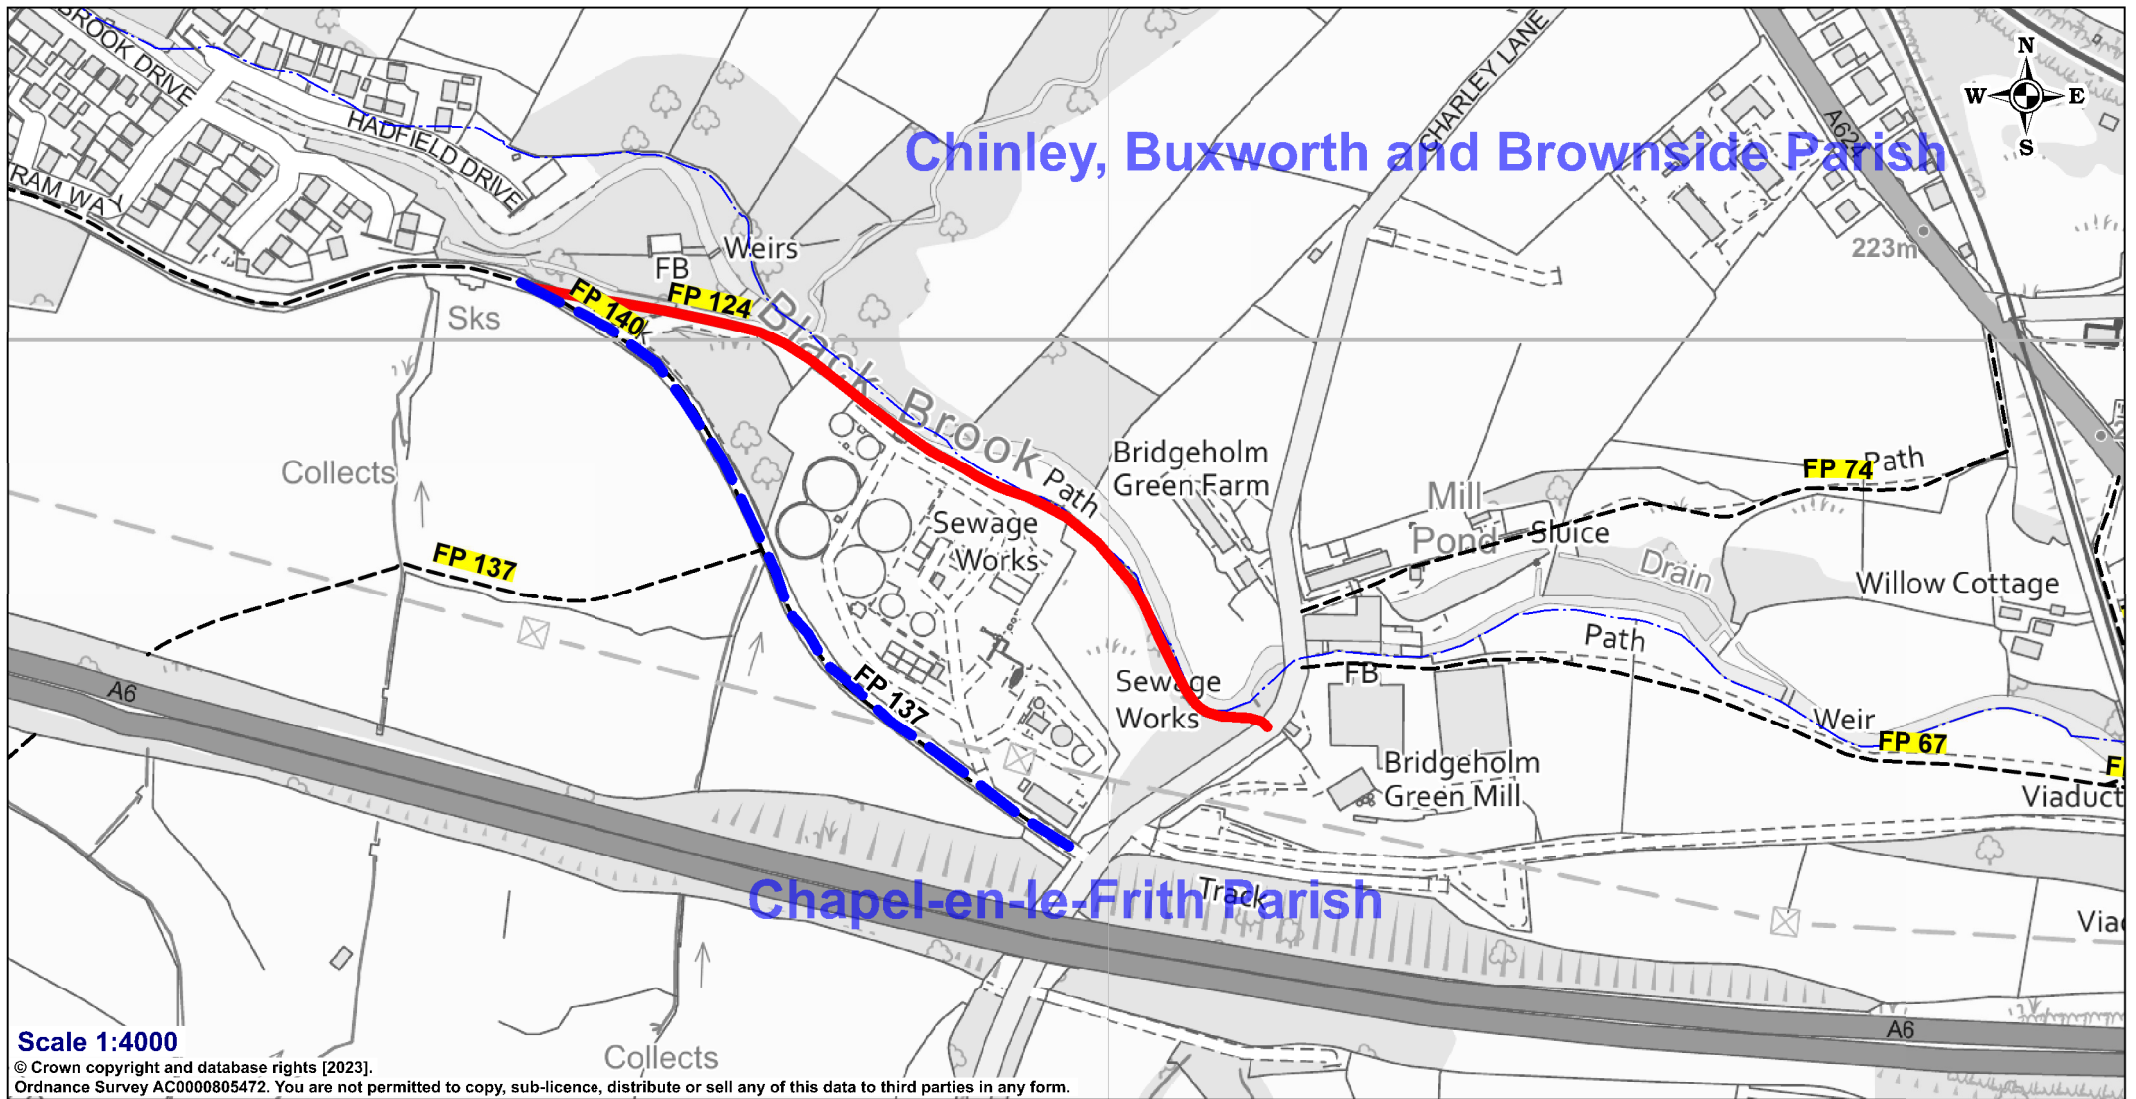 BROOK DRIVE
HADFIELD DRIVE
TRAM WA
CHARLEY LANE
A624
N
W E
S
Chinley, Buxworth and Brownside Parish
223m
Weirs
FB
FP 124
FP 140
Sks
Black Brook
Path
Collects
FP 137
Sewage
Works
Bridgeholm
Green Farm
Mill
Pond
Sluice
FP 74
Path
Drain
Willow Cottage
Path
FB
Sewage
Works
FP 137
A6
Weir
FP 67
F
Bridgeholm
Green Mill
Viaduct
Chapel-en-le-Frith Parish
Track
Viad
A6
Collects
Scale 1:4000
© Crown copyright and database rights [2023].
Ordnance Survey AC0000805472. You are not permitted to copy, sub-licence, distribute or sell any of this data to third parties in any form.